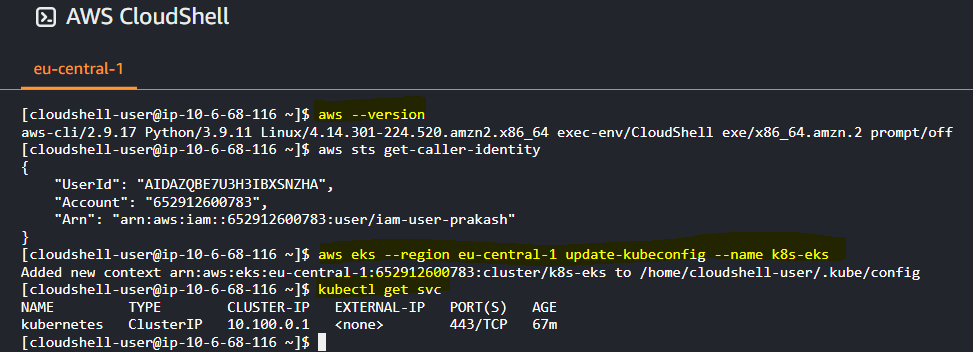 AWS CloudShell
eu-central-1
[cloudshell-user@ip-10-6-68-116 ~]$ aws --version
aws-cli/2.9.17 Python/3.9.11 Linux/4.14.301-224.520.amzn2.x86_64 exec-env/CloudShell exe/x86_64.amzn.2 prompt/off
[cloudshell-user@ip-10-6-68-116 ~]$ aws sts get-caller-identity
{
    "UserId": "AIDAZQBE7U3H3IBXSNZHA",
    "Account": "652912600783",
    "Arn": "arn:aws:iam::652912600783:user/iam-user-prakash"
}
[cloudshell-user@ip-10-6-68-116 ~]$ aws eks --region eu-central-1 update-kubeconfig --name k8s-eks
Added new context arn:aws:eks:eu-central-1:652912600783:cluster/k8s-eks to /home/cloudshell-user/.kube/config
[cloudshell-user@ip-10-6-68-116 ~]$ kubectl get svc
NAME         TYPE        CLUSTER-IP   EXTERNAL-IP   PORT(S)   AGE
kubernetes   ClusterIP   10.100.0.1   <none>        443/TCP   67m
[cloudshell-user@ip-10-6-68-116 ~]$